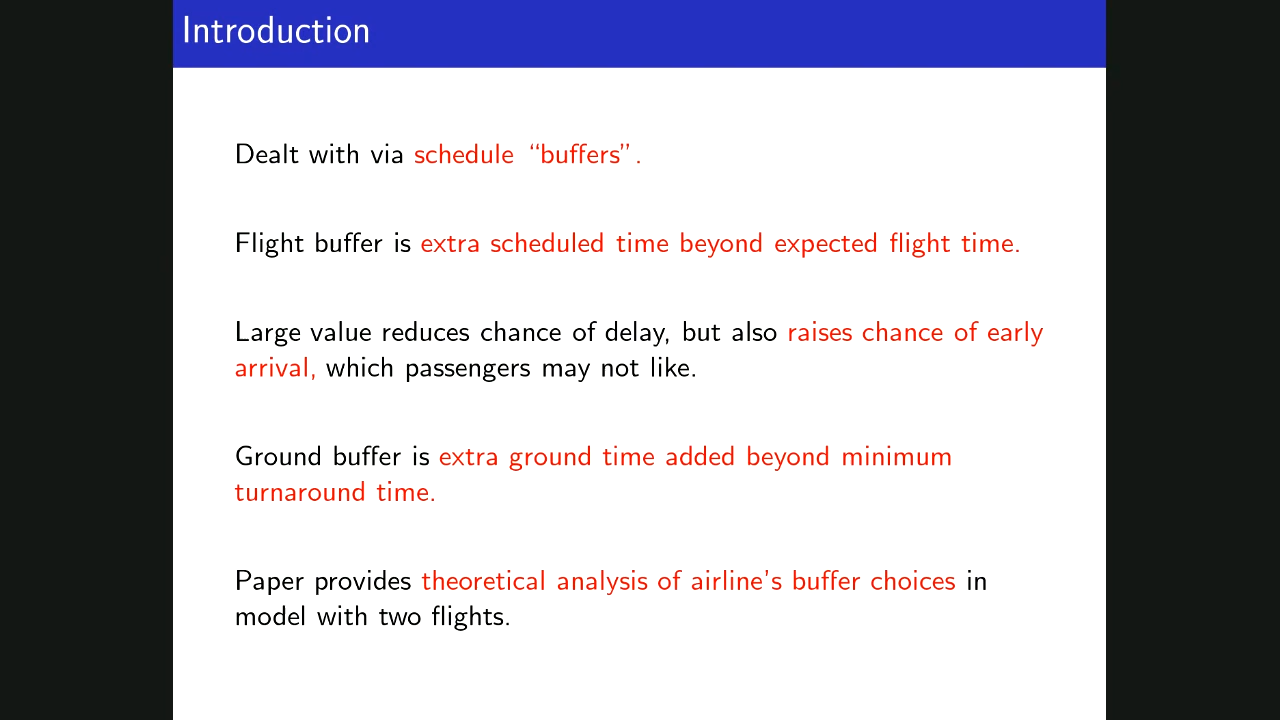 Introduction
Dealt with via schedule “buffers”.
Flight buffer is extra scheduled time beyond expected flight time.
Large value reduces chance of delay, but also raises chance of early
arrival, which passengers may not like.
Ground buffer is extra ground time added beyond minimum
turnaround time.
Paper provides theoretical analysis of airline’s buffer choices in
model with two flights.